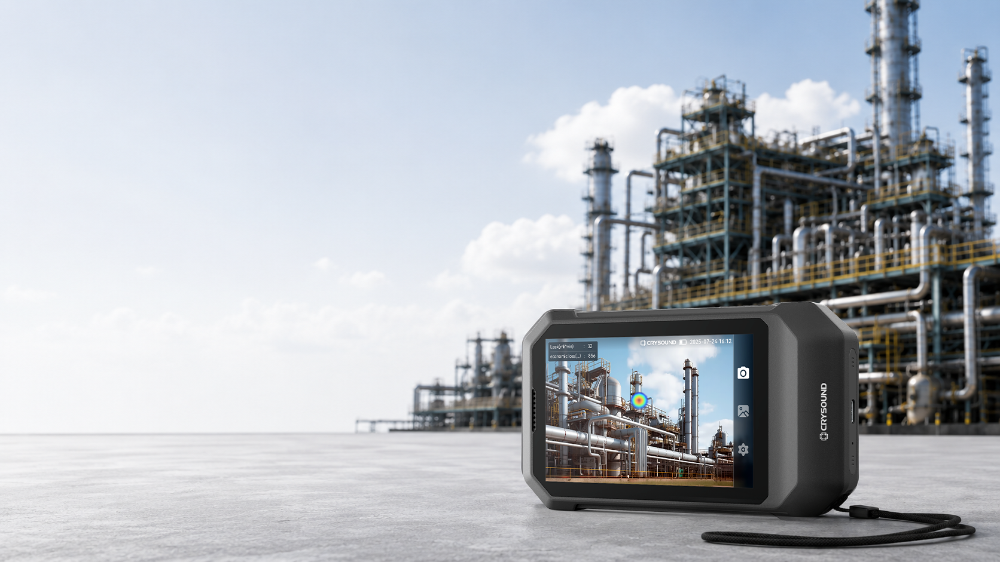 Leak(ml/min) : 32
economic loss(...) : 856
CRYSOUND 2025-07-24 16:12
CRYSOUND